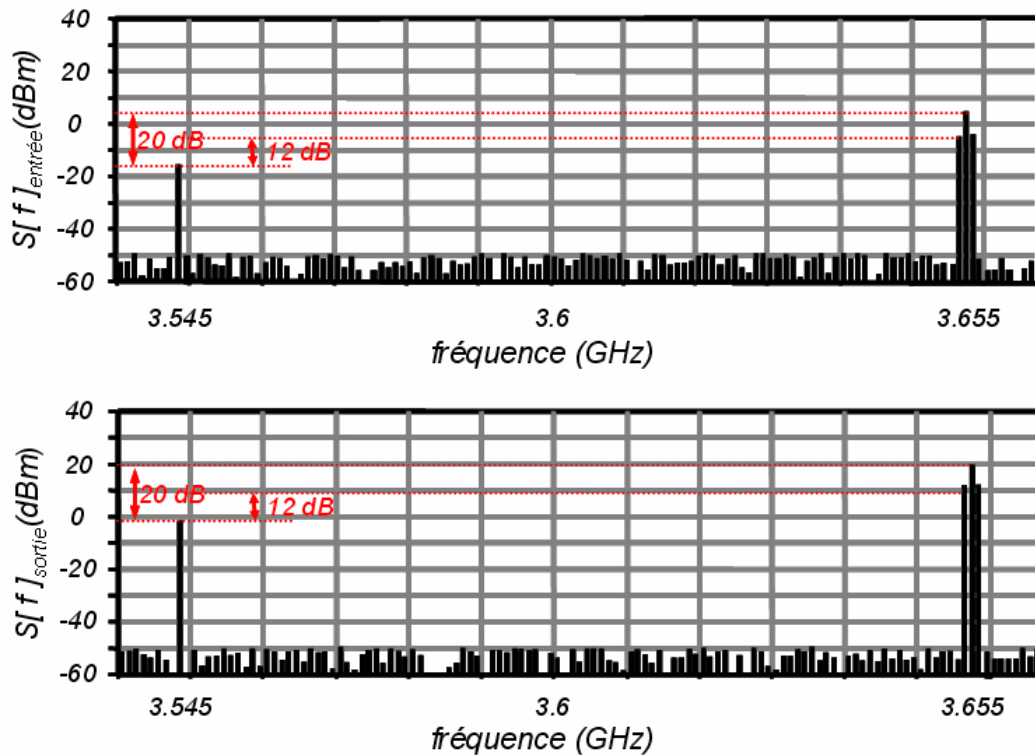 40
20
0
-20
-40
-60
S[f]entrée(dBm)
20 dB
12 dB
3.545 3.6 3.655
fréquence (GHz)
40
20
0
-20
-40
-60
S[f]sortie(dBm)
20 dB
12 dB
3.545 3.6 3.655
fréquence (GHz)